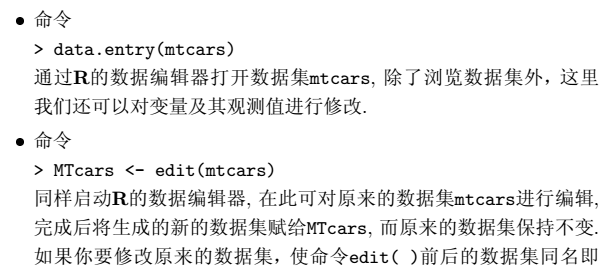 • 命令
> data.entry(mtcars)
通过R的数据编辑器打开数据集mtcars, 除了浏览数据集外，这里
我们还可以对变量及其观测值进行修改.
• 命令
> MTcars <- edit(mtcars)
同样启动R的数据编辑器, 在此可对原来的数据集mtcars进行编辑,
完成后将生成的新的数据集赋给MTcars, 而原来的数据集保持不变.
如果你要修改原来的数据集，使命令edit( )前后的数据集同名即